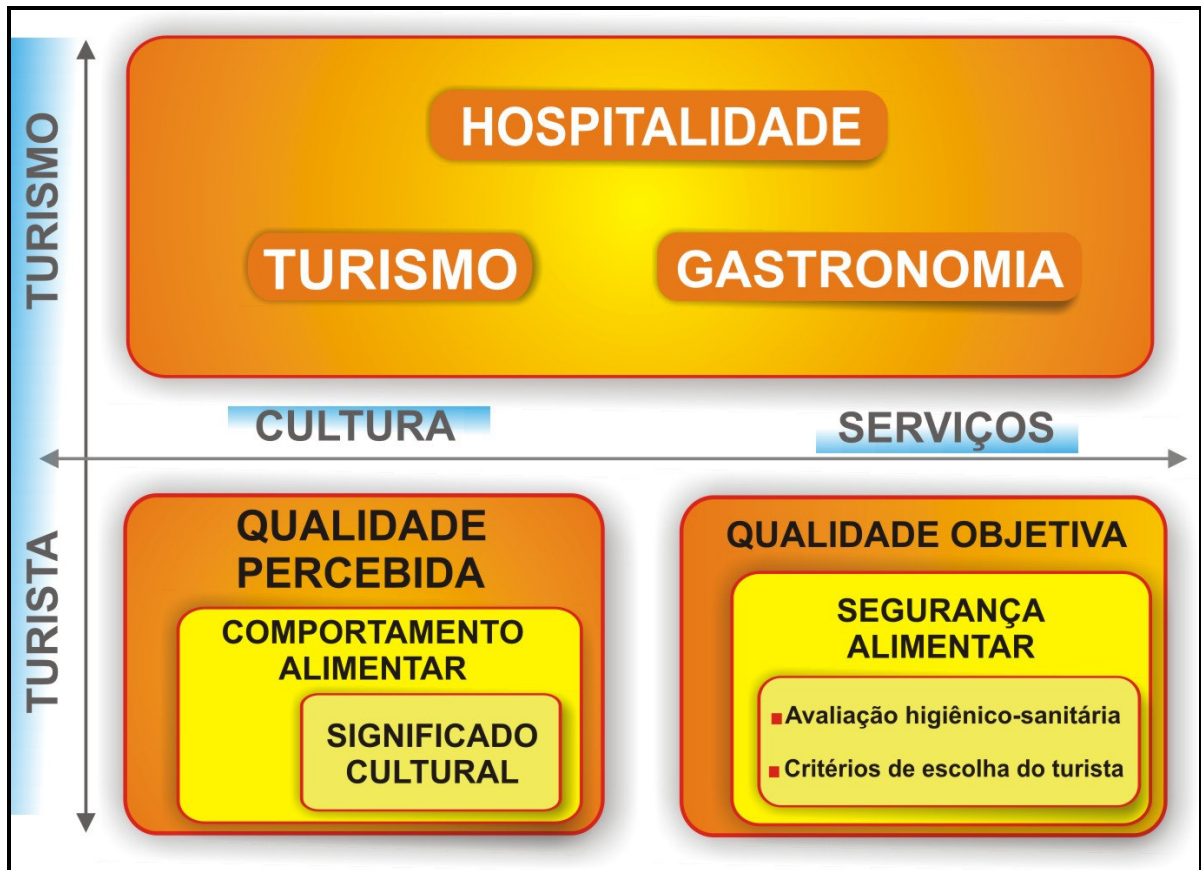 TURISMO
HOSPITALIDADE
TURISMO
GASTRONOMIA
CULTURA
SERVIÇOS
TURISTA
QUALIDADE
PERCEBIDA
COMPORTAMENTO
ALIMENTAR
SIGNIFICADO
CULTURAL
QUALIDADE OBJETIVA
SEGURANÇA
ALIMENTAR
Avaliação higiênico-sanitária
Critérios de escolha do turista